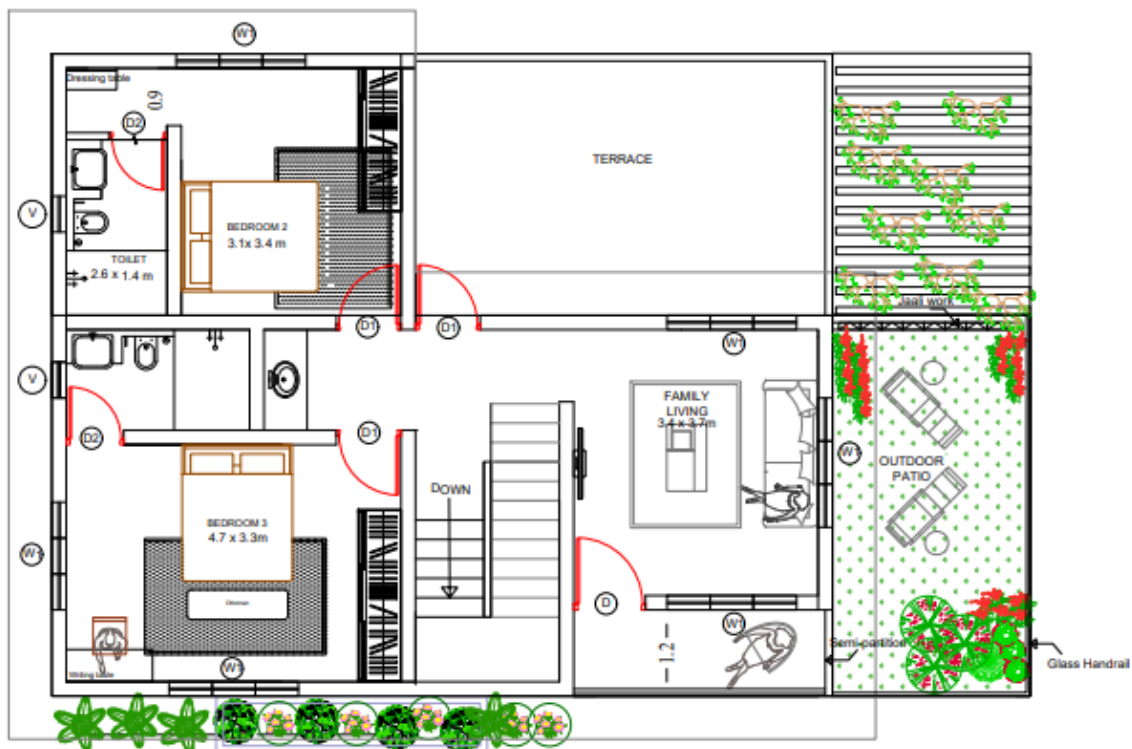 W1
Dressing table
0.9
D2
TERRACE
V
BEDROOM 2
3.1x 3.4 m
TOILET
2.6 x 1.4 m
Jaali work
D1
D1
W1
V
FAMILY
LIVING
3.4 x 3.7m
D2
D1
W1
OUTDOOR
PATIO
DOWN
BEDROOM 3
4.7 x 3.3m
W1
Ottoman
D
1.2
W1
Semi-partition
Glass Handrail
W1
Writing table